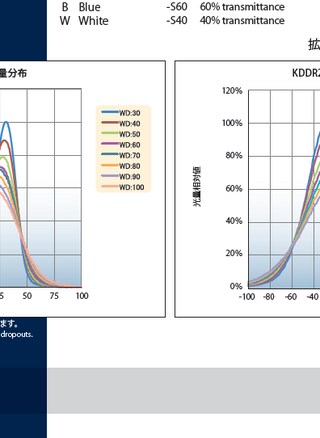 B Blue -S60 60% transmittance
W White -S40 40% transmittance
拡
量分布
WD:30
WD:40
WD:50
WD:60
WD:70
WD:80
WD:90
WD:100
50 75 100
KDDR
光量相対値
120%
100%
80%
60%
40%
20%
0%
-100 -80 -60 -40
ます。
dropouts.